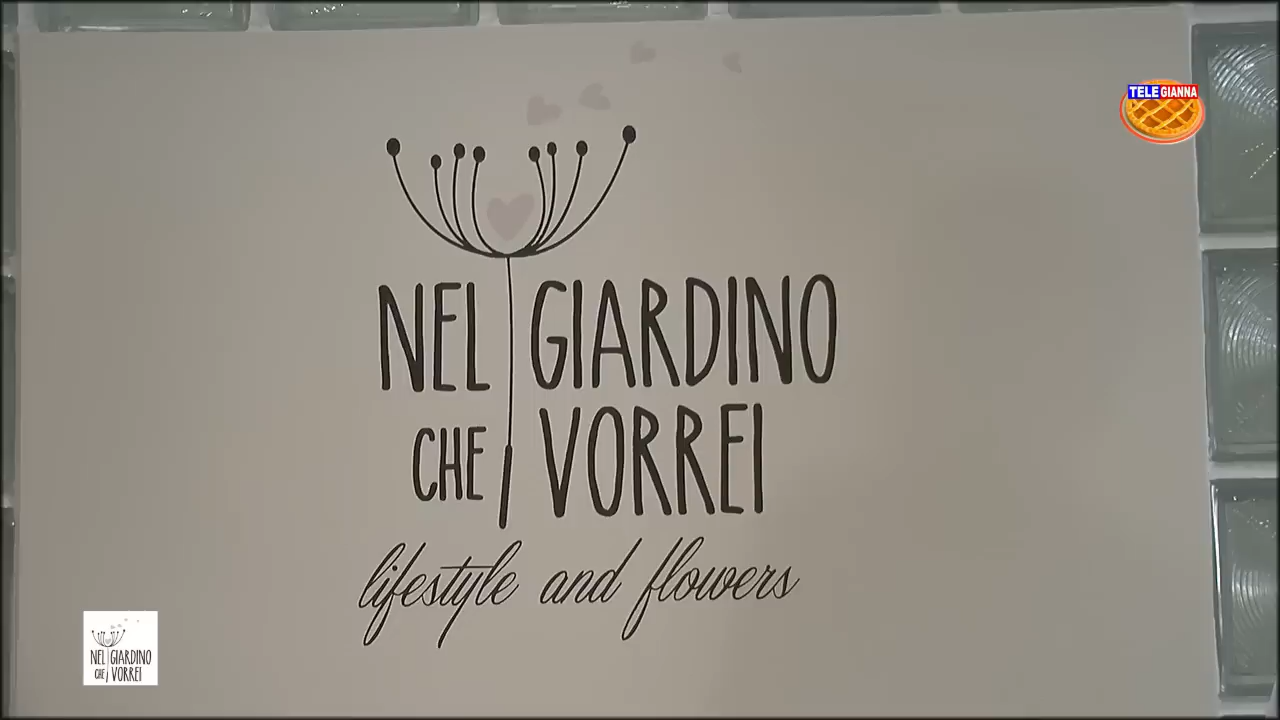 TELE GIANNA
NEL GIARDINO
CHE VORREI
lifestyle and flowers
NEL GIARDINO
CHE VORREI